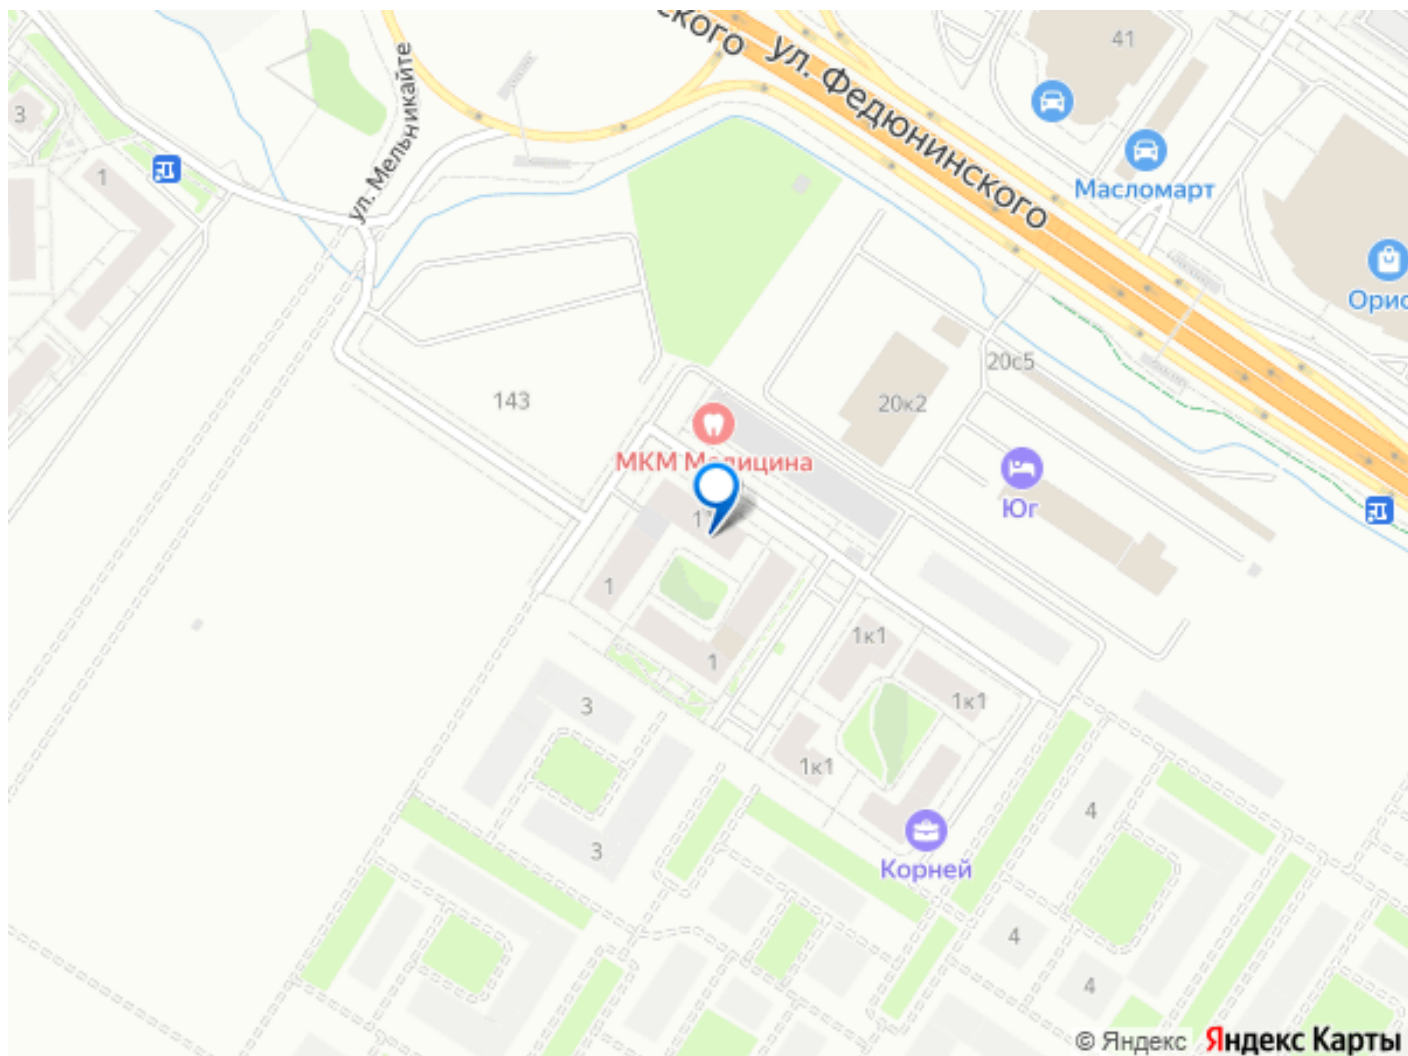 ского
ул. Федюнинского
41
ул. Мельникайте
3
1
Масломарт
Орис
143
20к2
20с5
МКМ Медицина
Юг
1
1
1к1
1к1
1к1
3
3
Корней
4
4
4
© Яндекс Яндекс Карты